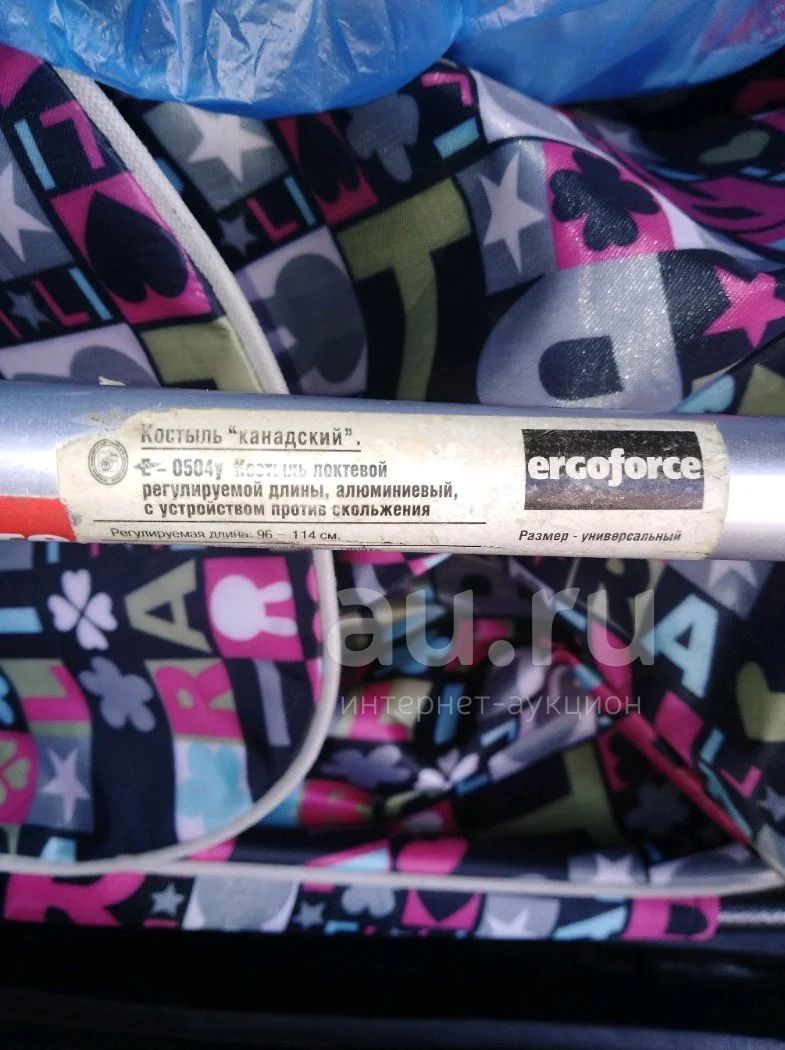 Костыль "канадский".
0504у Костыль локтевой
регулируемой длины, алюминиевый,
с устройством против скольжения
Регулируемая длина: 96 - 114 см.
ergoforce
Размер - универсальный
au.ru
интернет-аукцион